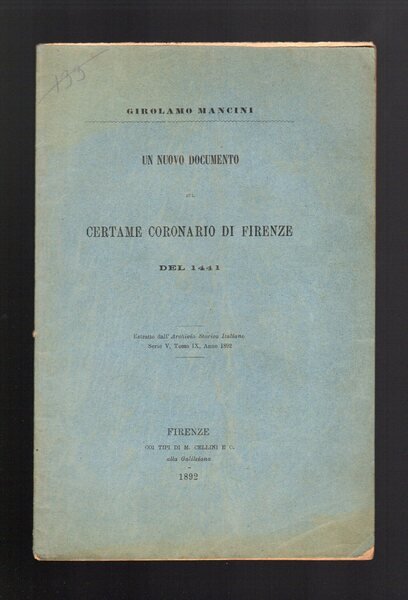 199
GIROLAMO MANCINI
UN NUOVO DOCUMENTO
SUL
CERTAME CORONARIO DI FIRENZE
DEL 1441
Estratto dall' Archivio Storico Italiano
Serie V, Tomo IX, Anno 1892
FIRENZE
COI TIPI DI M. CELLINI E C.
alla Galileiana
1892